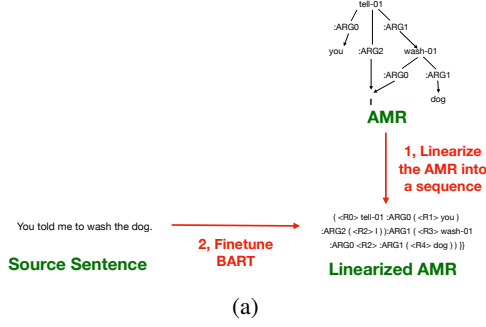 tell-01
:ARG0 :ARG1
you :ARG2 wash-01
:ARG0 :ARG1
I dog
AMR
1, Linearize
the AMR into
a sequence
( <R0> tell-01 :ARG0 ( <R1> you )
You told me to wash the dog.
:ARG2 ( <R2> I ) ):ARG1 ( <R3> wash-01
2, Finetune
BART
:ARG0 <R2> :ARG1 ( <R4> dog ) ) }}
Source Sentence
Linearized AMR
(a)